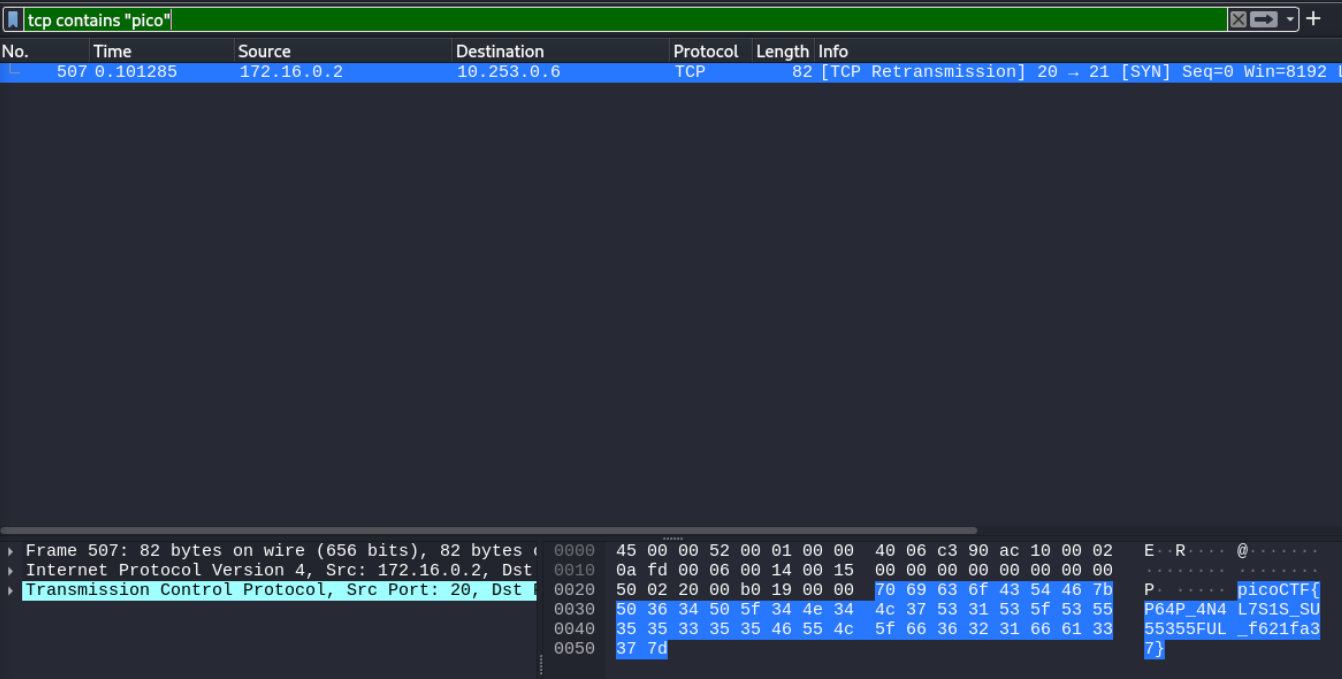 tcp contains "pico"
No. Time Source Destination Protocol Length Info
507 0.101285 172.16.0.2 10.253.0.6 TCP 82 [TCP Retransmission] 20 → 21 [SYN] Seq=0 Win=8192 L
Frame 507: 82 bytes on wire (656 bits), 82 bytes
Internet Protocol Version 4, Src: 172.16.0.2, Dst
Transmission Control Protocol, Src Port: 20, Dst
0000 45 00 00 52 00 01 00 00 40 06 c3 90 ac 10 00 02 E··R···· @·······
0010 0a fd 00 06 00 14 00 15 00 00 00 00 00 00 00 00 ········ ········
0020 50 02 20 00 b0 19 00 00 70 69 63 6f 43 54 46 7b P· ····· picoCTF{
0030 50 36 34 50 5f 34 4e 34 4c 37 53 31 53 5f 53 55 P64P_4N4 L7S1S_SU
0040 35 35 33 35 35 46 55 4c 5f 66 36 32 31 66 61 33 55355FUL _f621fa3
0050 37 7d 7}